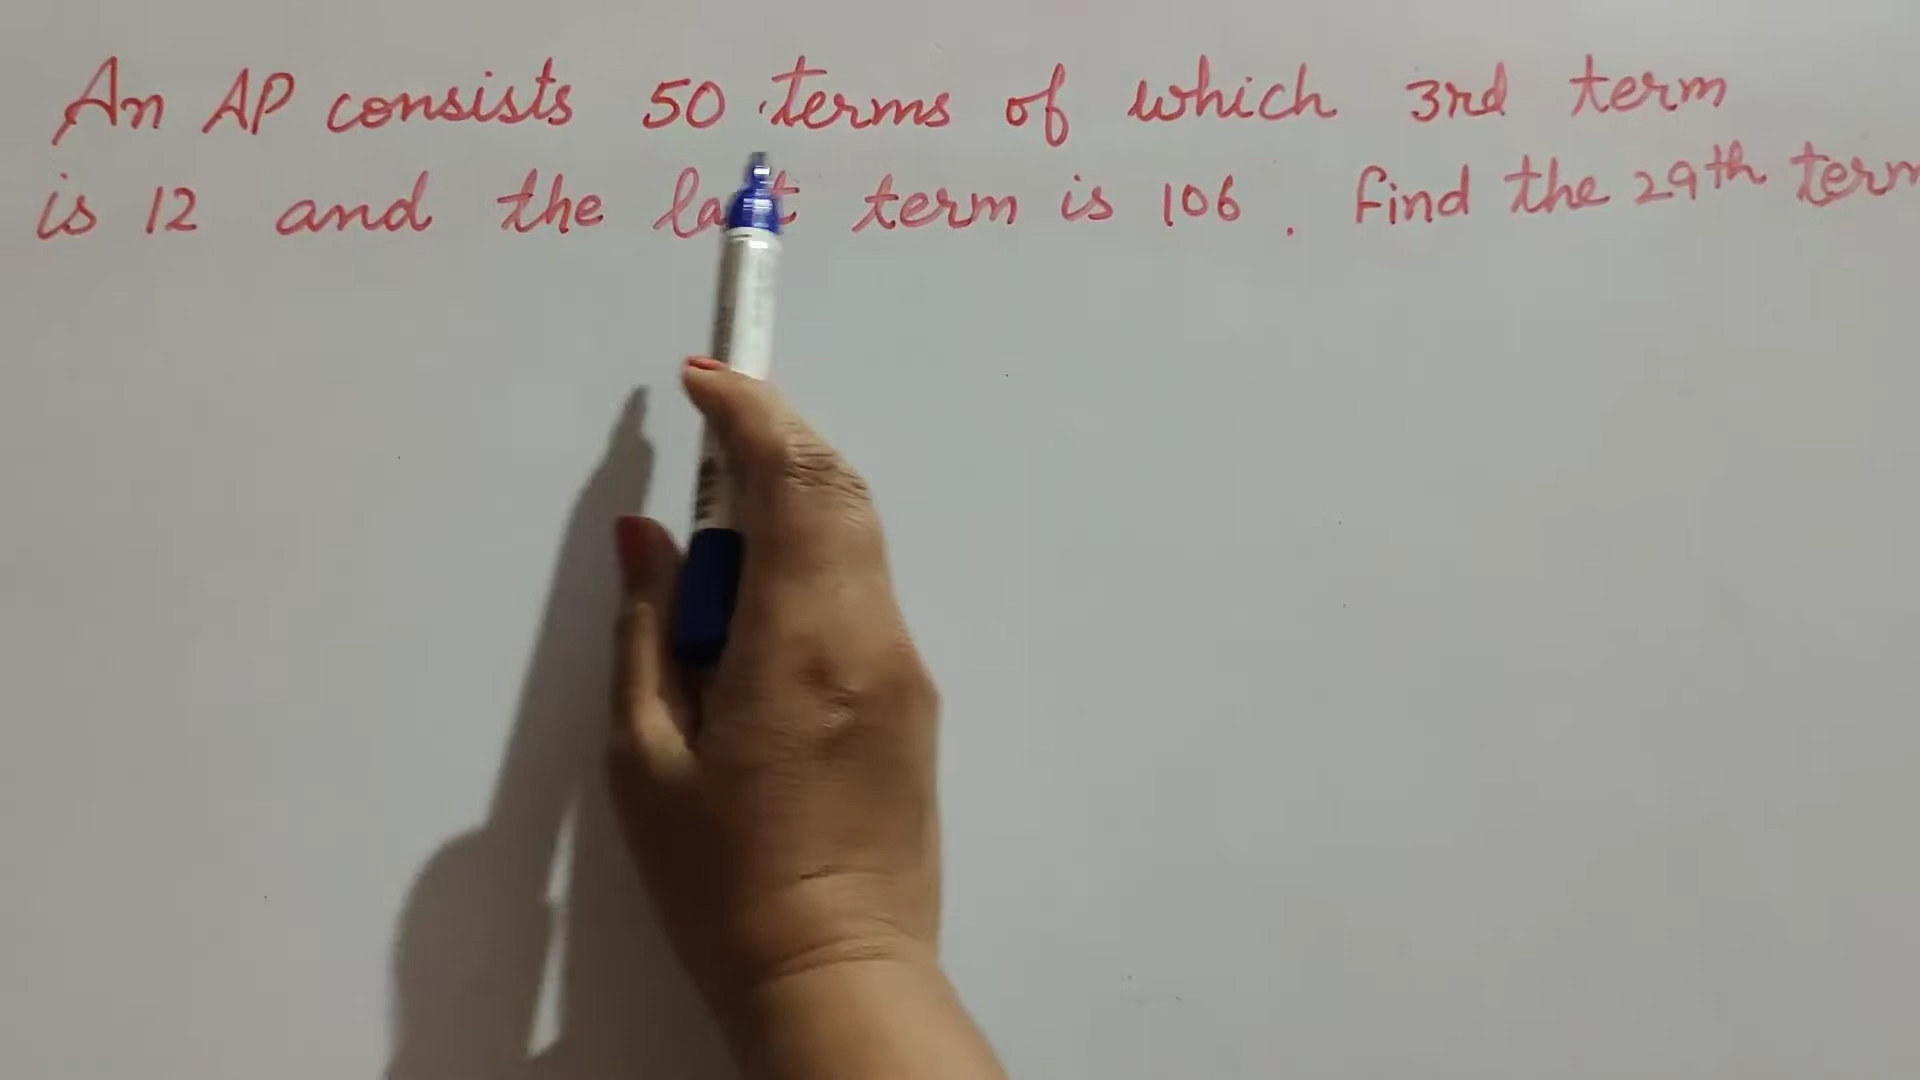 An AP consists 50 terms of which 3rd term
is 12 and the last term is 106 . Find the 29th term